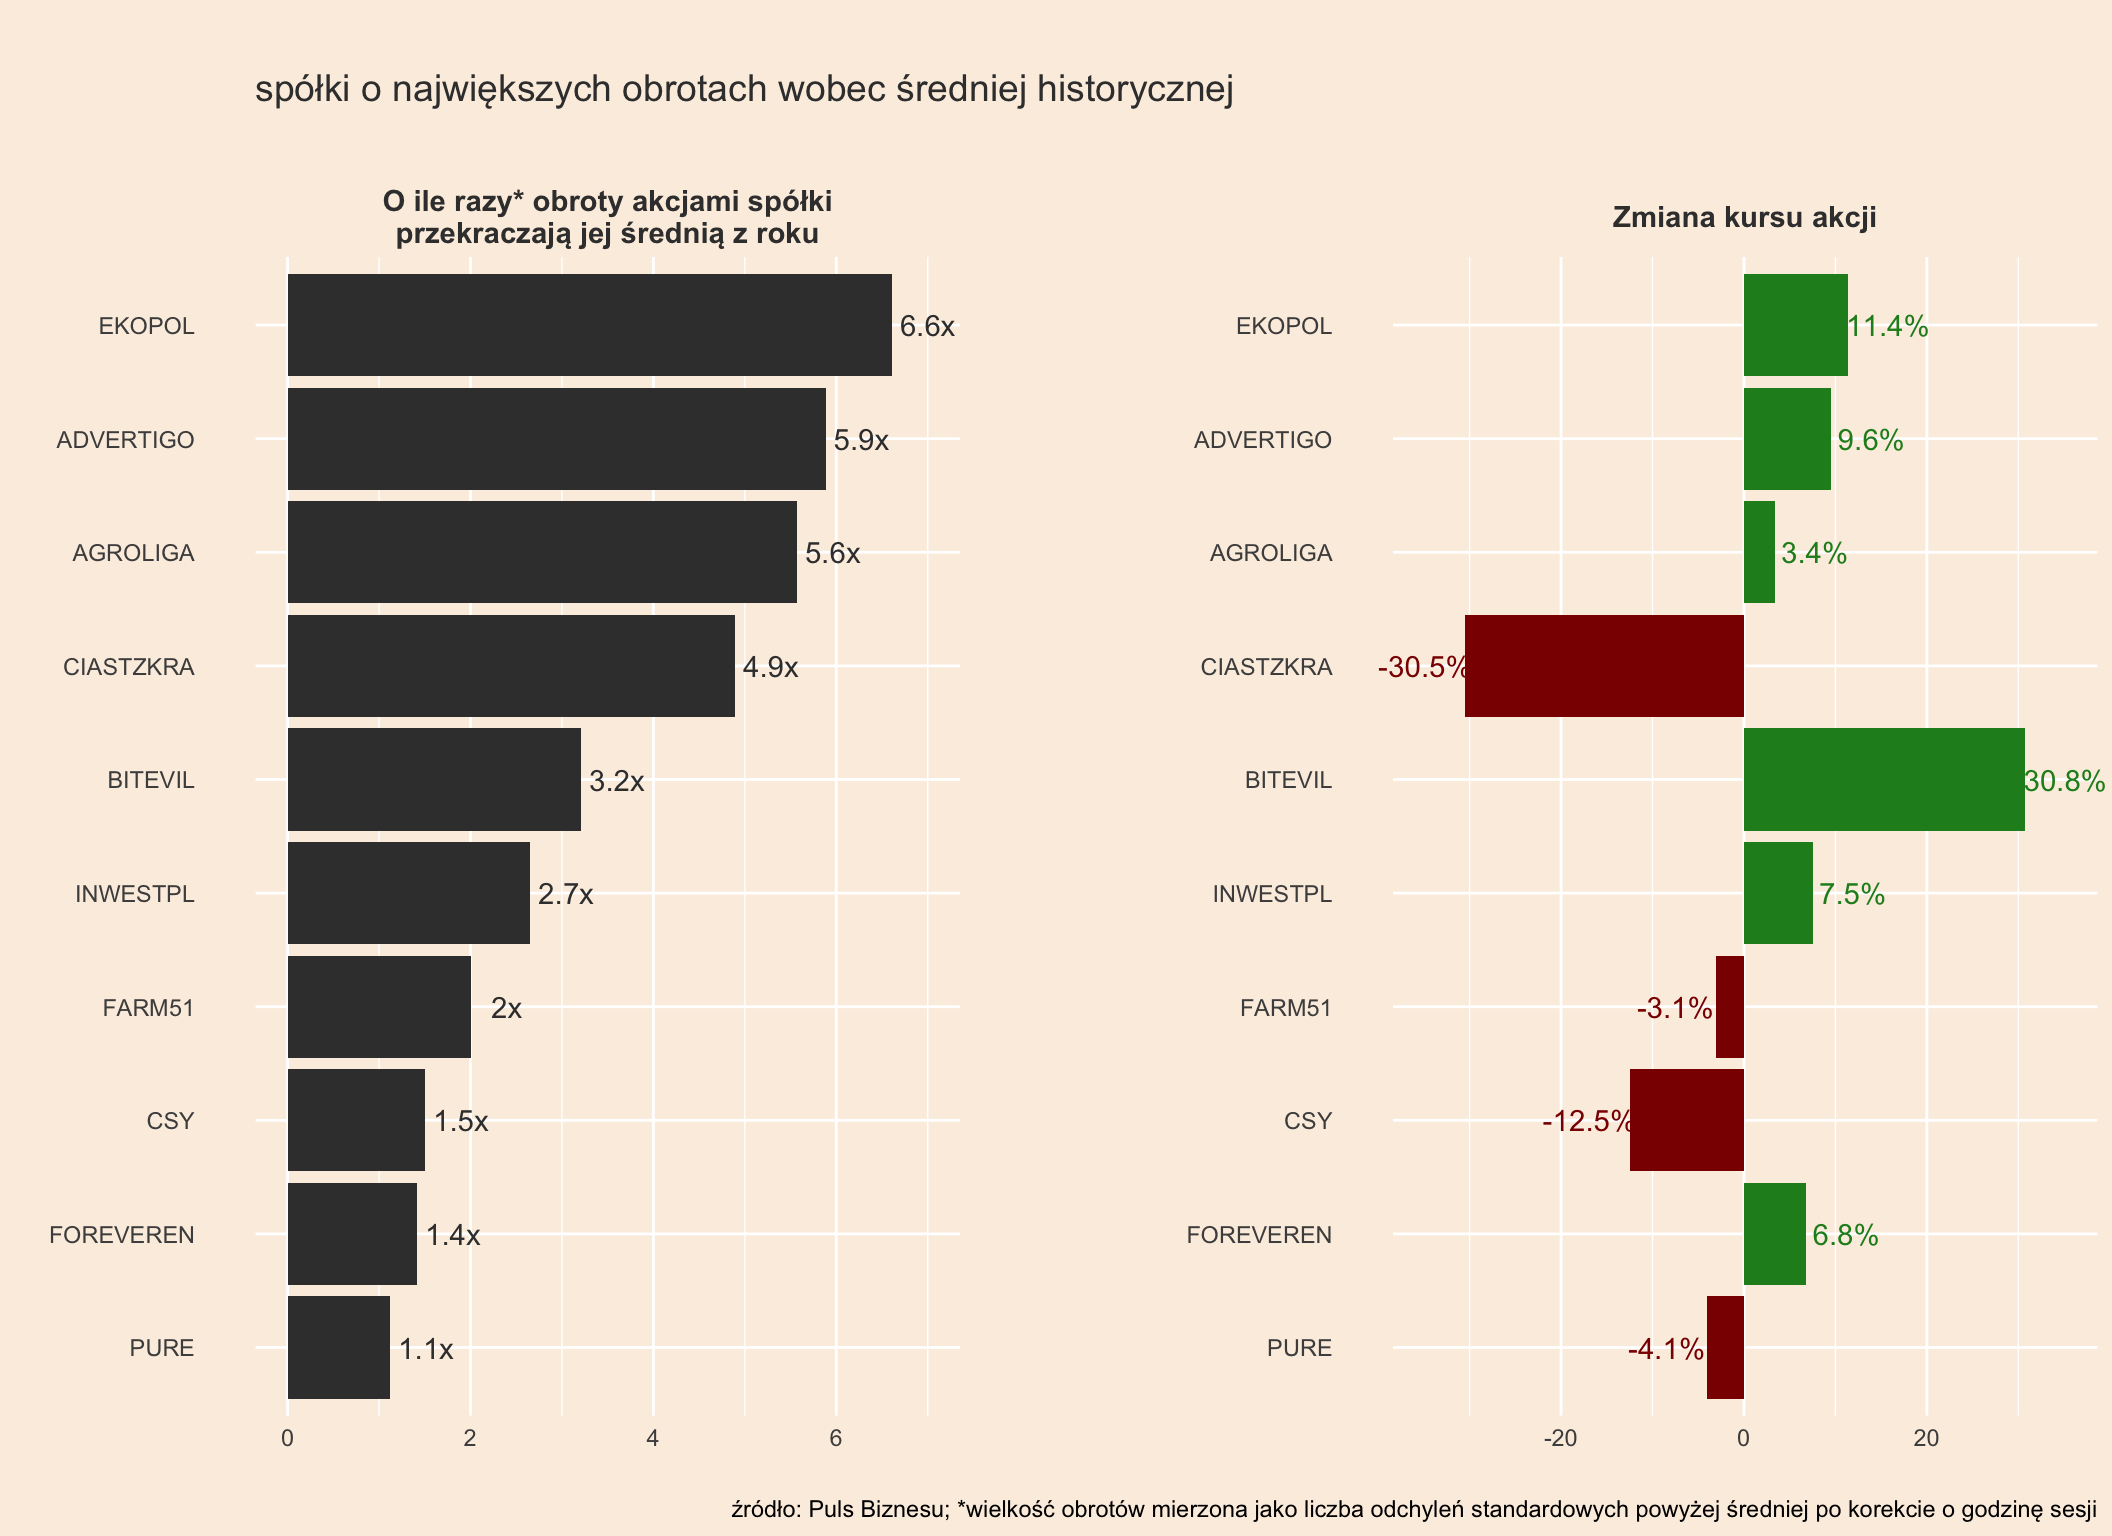 spółki o największych obrotach wobec średniej historycznej
O ile razy* obroty akcjami spółki
przekraczają jej średnią z roku
EKOPOL
6.6x
ADVERTIGO
5.9x
AGROLIGA
5.6x
CIASTZKRA
4.9x
BITEVIL
3.2x
INWESTPL
2.7x
FARM51
2x
CSY
1.5x
FOREVEREN
1.4x
PURE
1.1x
0 2 4 6
Zmiana kursu akcji
EKOPOL
11.4%
ADVERTIGO
9.6%
AGROLIGA
3.4%
CIASTZKRA
-30.5%
BITEVIL
30.8%
INWESTPL
7.5%
FARM51
-3.1%
CSY
-12.5%
FOREVEREN
6.8%
PURE
-4.1%
-20 0 20
źródło: Puls Biznesu; *wielkość obrotów mierzona jako liczba odchyleń standardowych powyżej średniej po korekcie o godzinę sesji